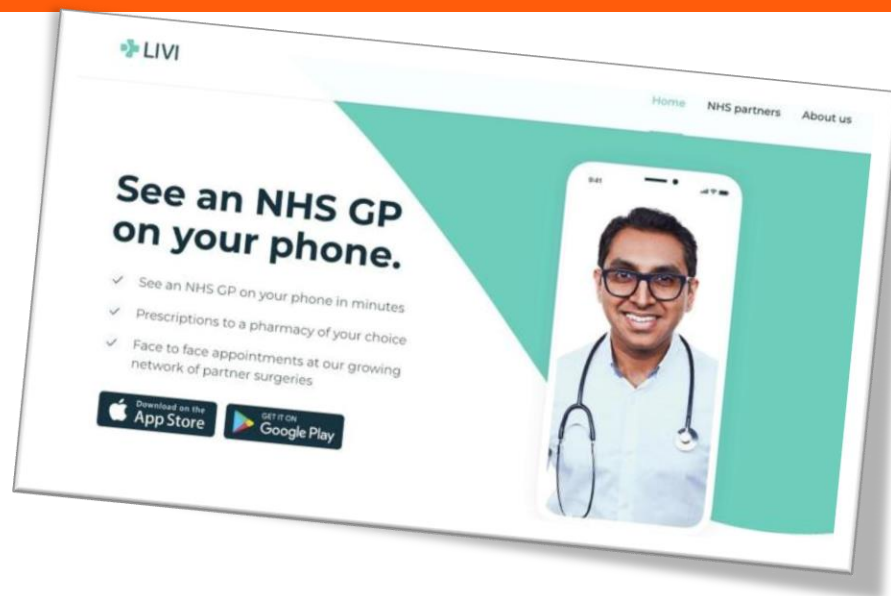 LIVI
Home NHS partners About us
See an NHS GP
on your phone.
See an NHS GP on your phone in minutes
Prescriptions to a pharmacy of your choice
Face to face appointments at our growing
network of partner surgeries
Download on the
App Store
GET IT ON
Google Play
9:41